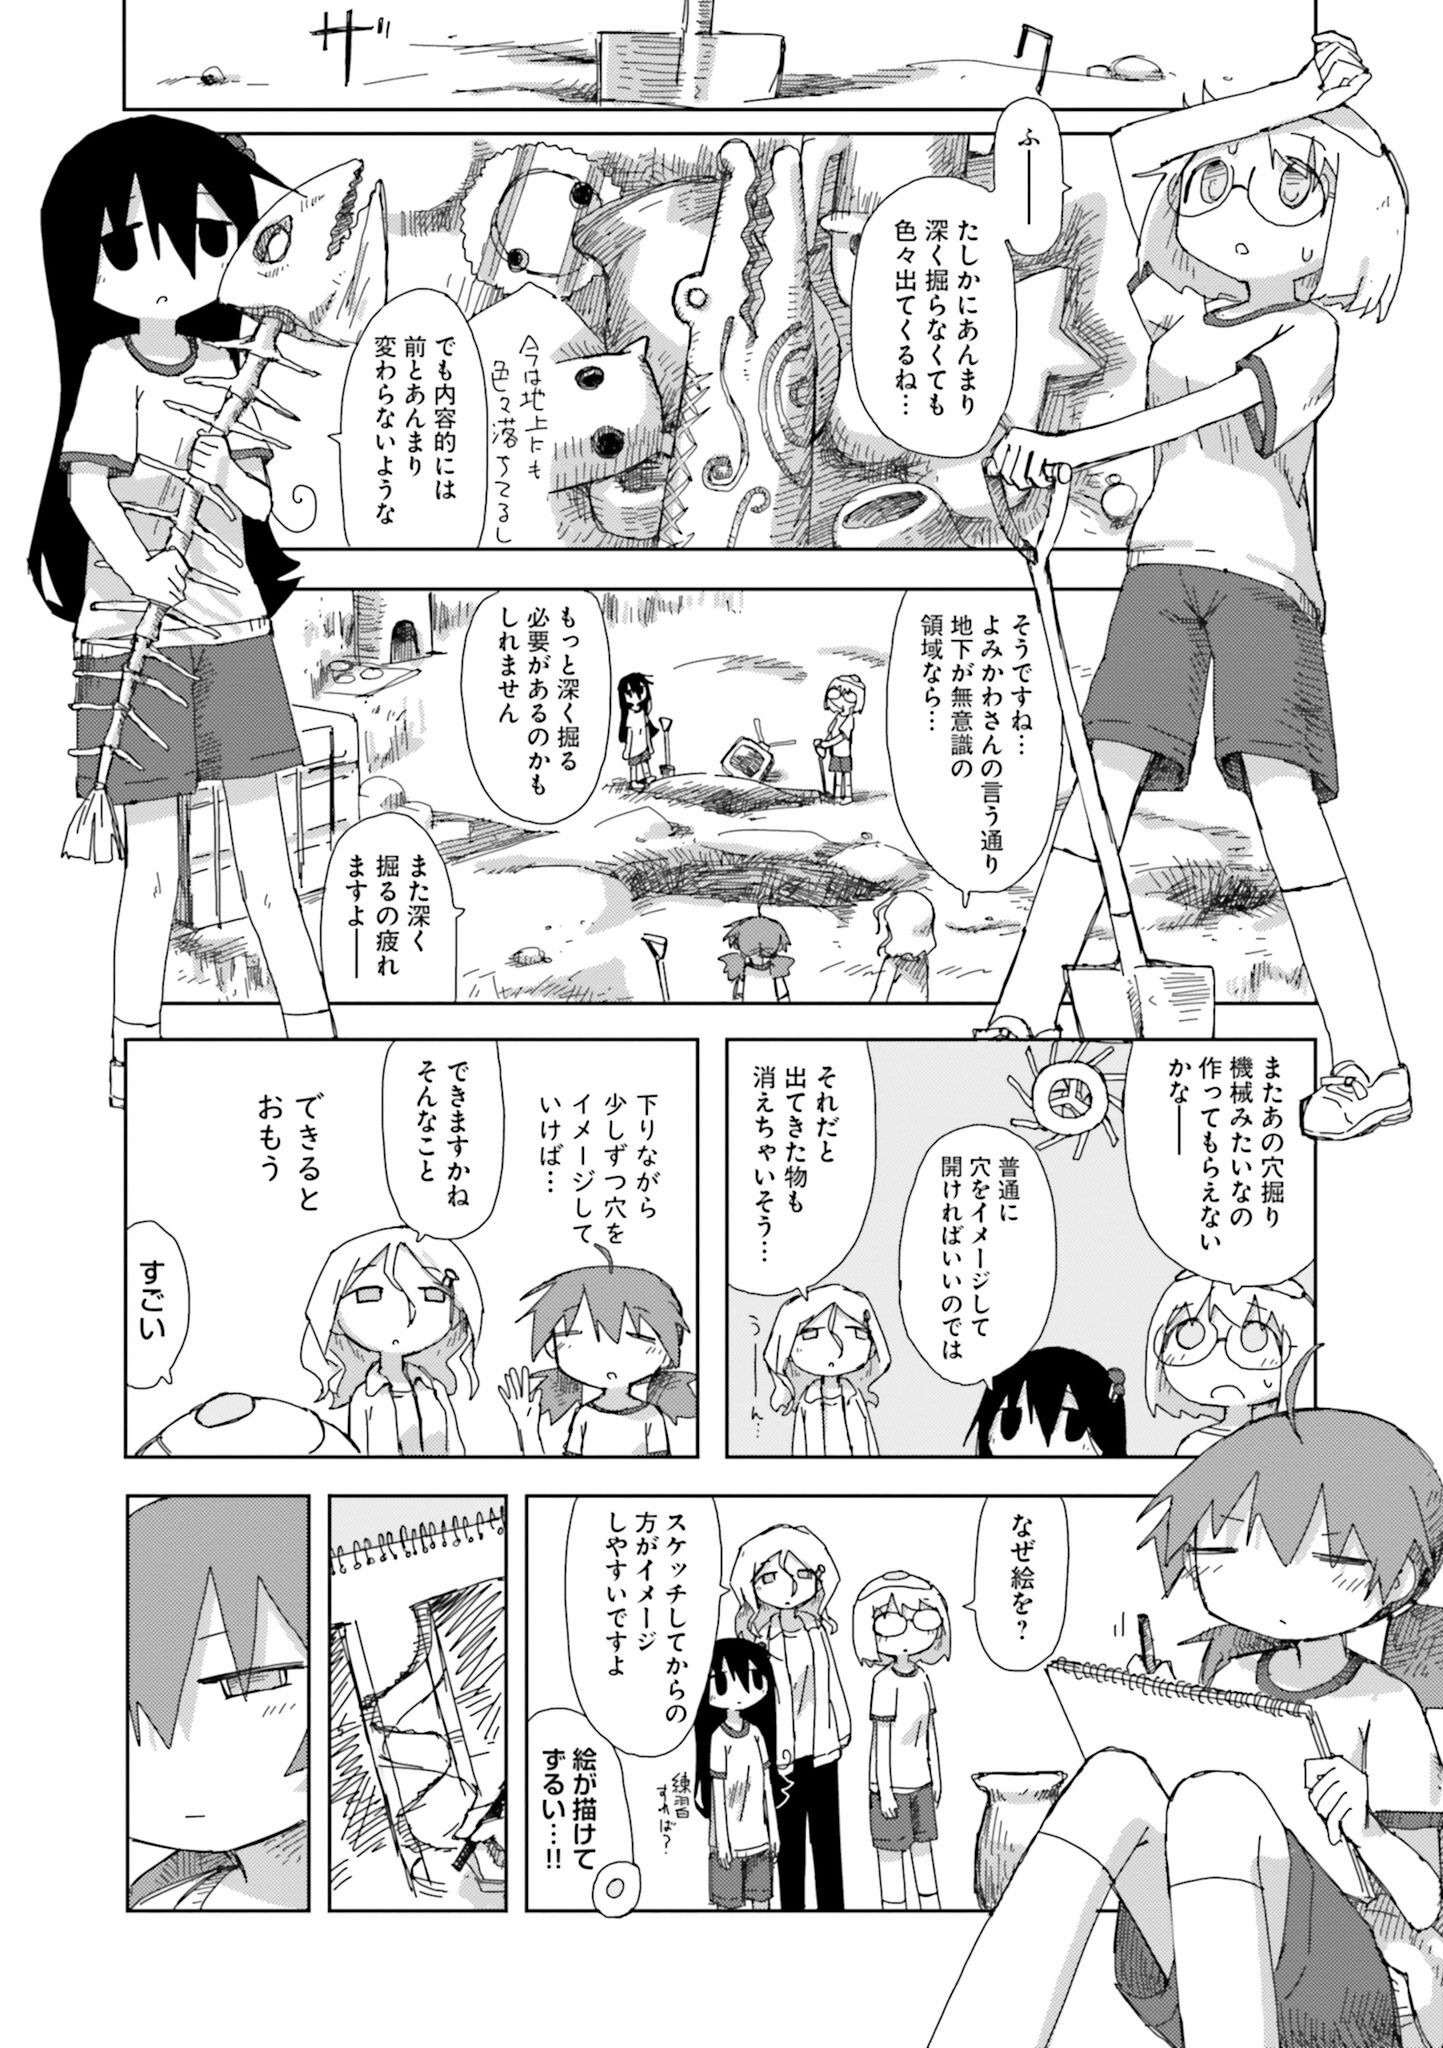 ザ
ク
ふ——
たしかにあんまり
深く掘らなくても
色々出てくるね…
今は地上にも
色々落ちてるし
でも内容的には
前とあんまり
変わらないような
そうですね…
よみかわさんの言う通り
地下が無意識の
領域なら…
もっと深く掘る
必要があるのかも
しれません
また深く
掘るの疲れ
ますよ——
またあの穴掘り
機械みたいなの
作ってもらえない
かな——
普通に
穴をイメージして
開ければいいのでは
それだと
出てきた物も
消えちゃいそう…
うーん…
下りながら
少しずつ穴を
イメージして
いけば…
できますかね
そんなこと
できると
おもう
すごい
なぜ絵を?
スケッチしてからの
方がイメージ
しやすいですよ
練習
すれば?
絵が描けて
ずるい…!!